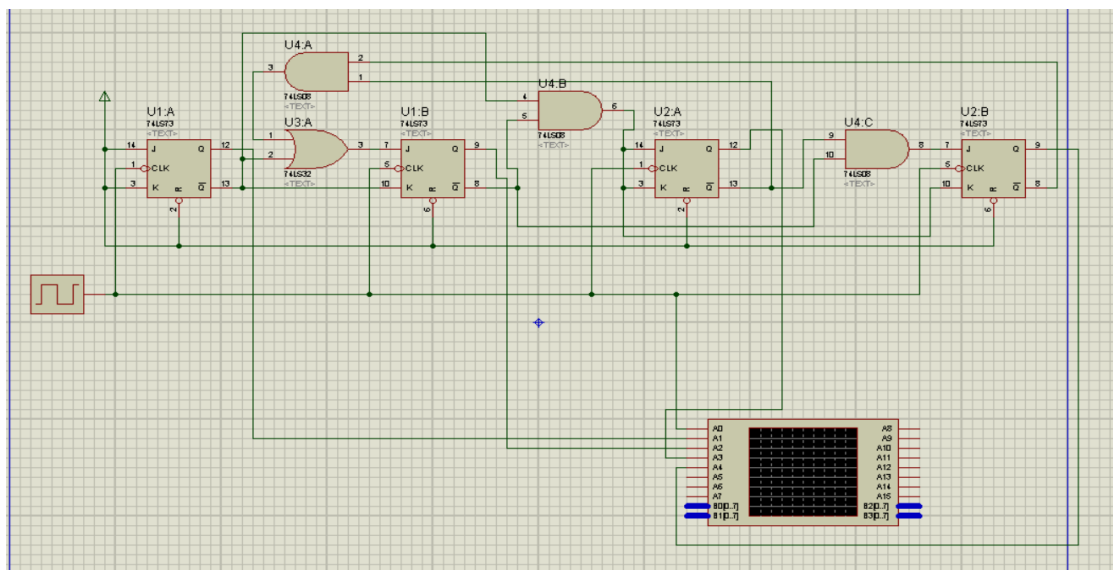 U4:A
3
2
1
74LS08
<TEXT>
U4:B
4
5
6
74LS08
<TEXT>
U1:A
74LS73
<TEXT>
14
J
Q
12
1
CLK
3
K
Q
13
R
2
U3:A
1
2
3
74LS32
<TEXT>
U1:B
74LS73
<TEXT>
7
J
Q
9
5
CLK
10
K
Q
8
R
6
U2:A
74LS73
<TEXT>
14
J
Q
12
1
CLK
3
K
Q
13
R
2
U4:C
9
10
8
74LS08
<TEXT>
U2:B
74LS73
<TEXT>
7
J
Q
9
5
CLK
10
K
Q
8
R
6
A0
A1
A2
A3
A4
A5
A6
A7
B0[0..7]
B1[0..7]
A8
A9
A10
A11
A12
A13
A14
A15
B2[0..7]
B3[0..7]